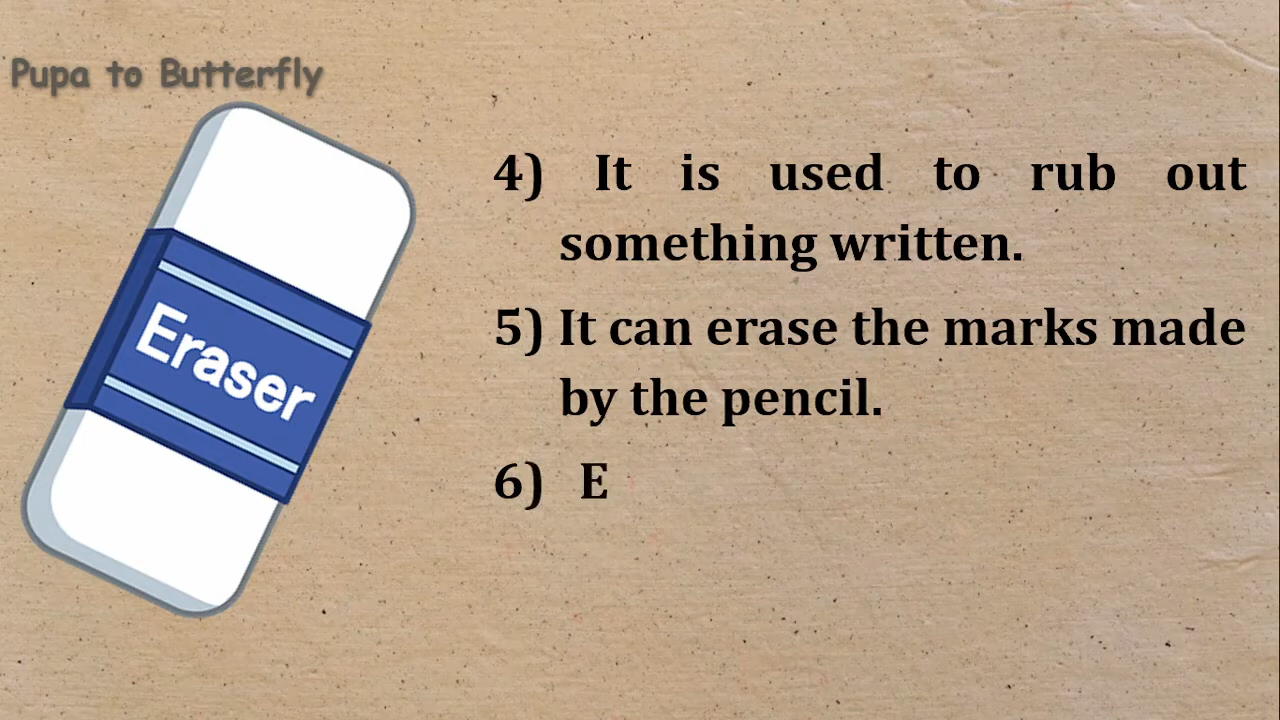 Pupa to Butterfly
Eraser
4) It is used to rub out
something written.
5) It can erase the marks made
by the pencil.
6) E